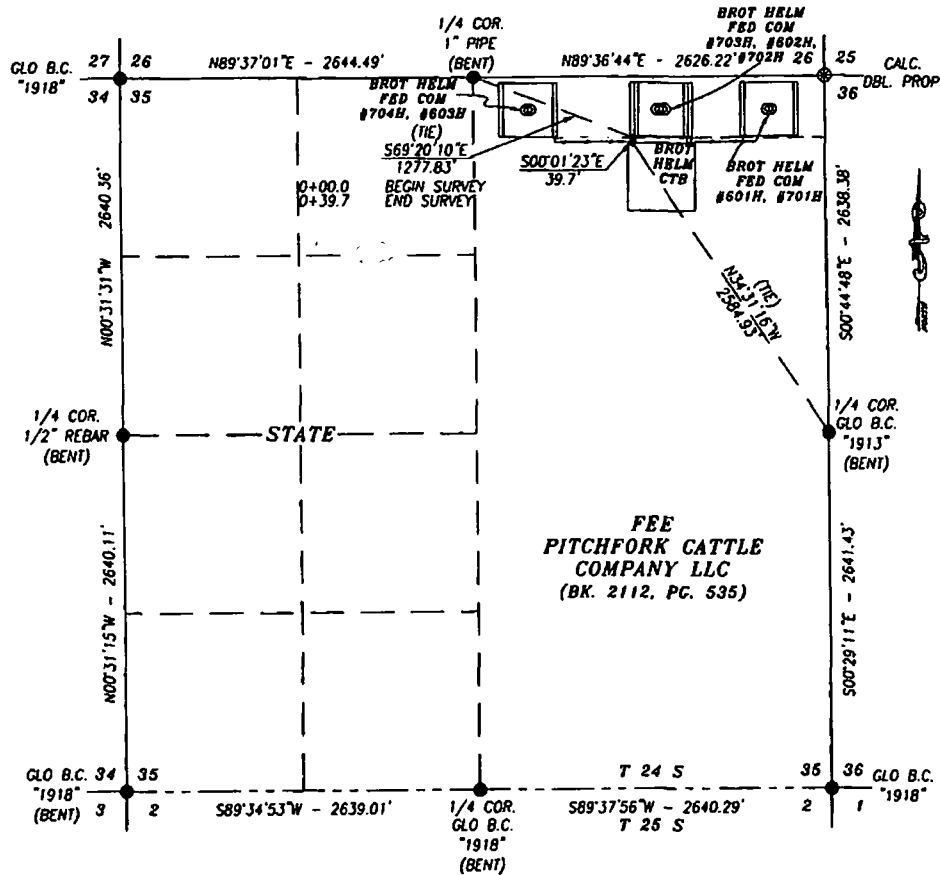 1/4 COR.
1" PIPE
(BENT)
BROT HELM
FED COM
#703H, #602H,
#702H
27 26
GLO B.C.
"1918"
34 35
N89°37'01"E - 2644.49'
N89°36'44"E - 2626.22'
26 25
36
CALC.
DBL. PROP
BROT HELM
FED COM
#704H, #603H
(TIE)
S69°20'10"E
1277.83'
S00°01'23"E
39.7'
BROT
HELM
CTB
BROT HELM
FED COM
#601H, #701H
0+00.0 BEGIN SURVEY
0+39.7 END SURVEY
N00°31'31"W 2640.36'
S00°44'48"E - 2638.38'
(TIE)
N34°31'16"W
2584.93'
1/4 COR.
1/2" REBAR
(BENT)
STATE
1/4 COR.
GLO B.C.
"1913"
(BENT)
FEE
PITCHFORK CATTLE
COMPANY LLC
(BK. 2112, PG. 535)
N00°31'15"W - 2640.11'
S00°29'11"E - 2641.43'
GLO B.C.
"1918"
(BENT)
34 35
3 2
S89°34'53"W - 2639.01'
1/4 COR.
GLO B.C.
"1918"
(BENT)
T 24 S
S89°37'56"W - 2640.29'
T 25 S
35 36
2 1
GLO B.C.
"1918"